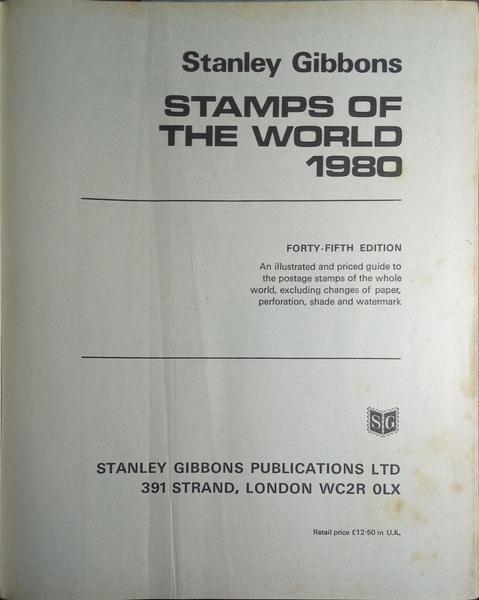 Stanley Gibbons
STAMPS OF
THE WORLD
1980
FORTY-FIFTH EDITION
An illustrated and priced guide to
the postage stamps of the whole
world, excluding changes of paper,
perforation, shade and watermark
SG
STANLEY GIBBONS PUBLICATIONS LTD
391 STRAND, LONDON WC2R 0LX
Retail price £12·50 in U.K.